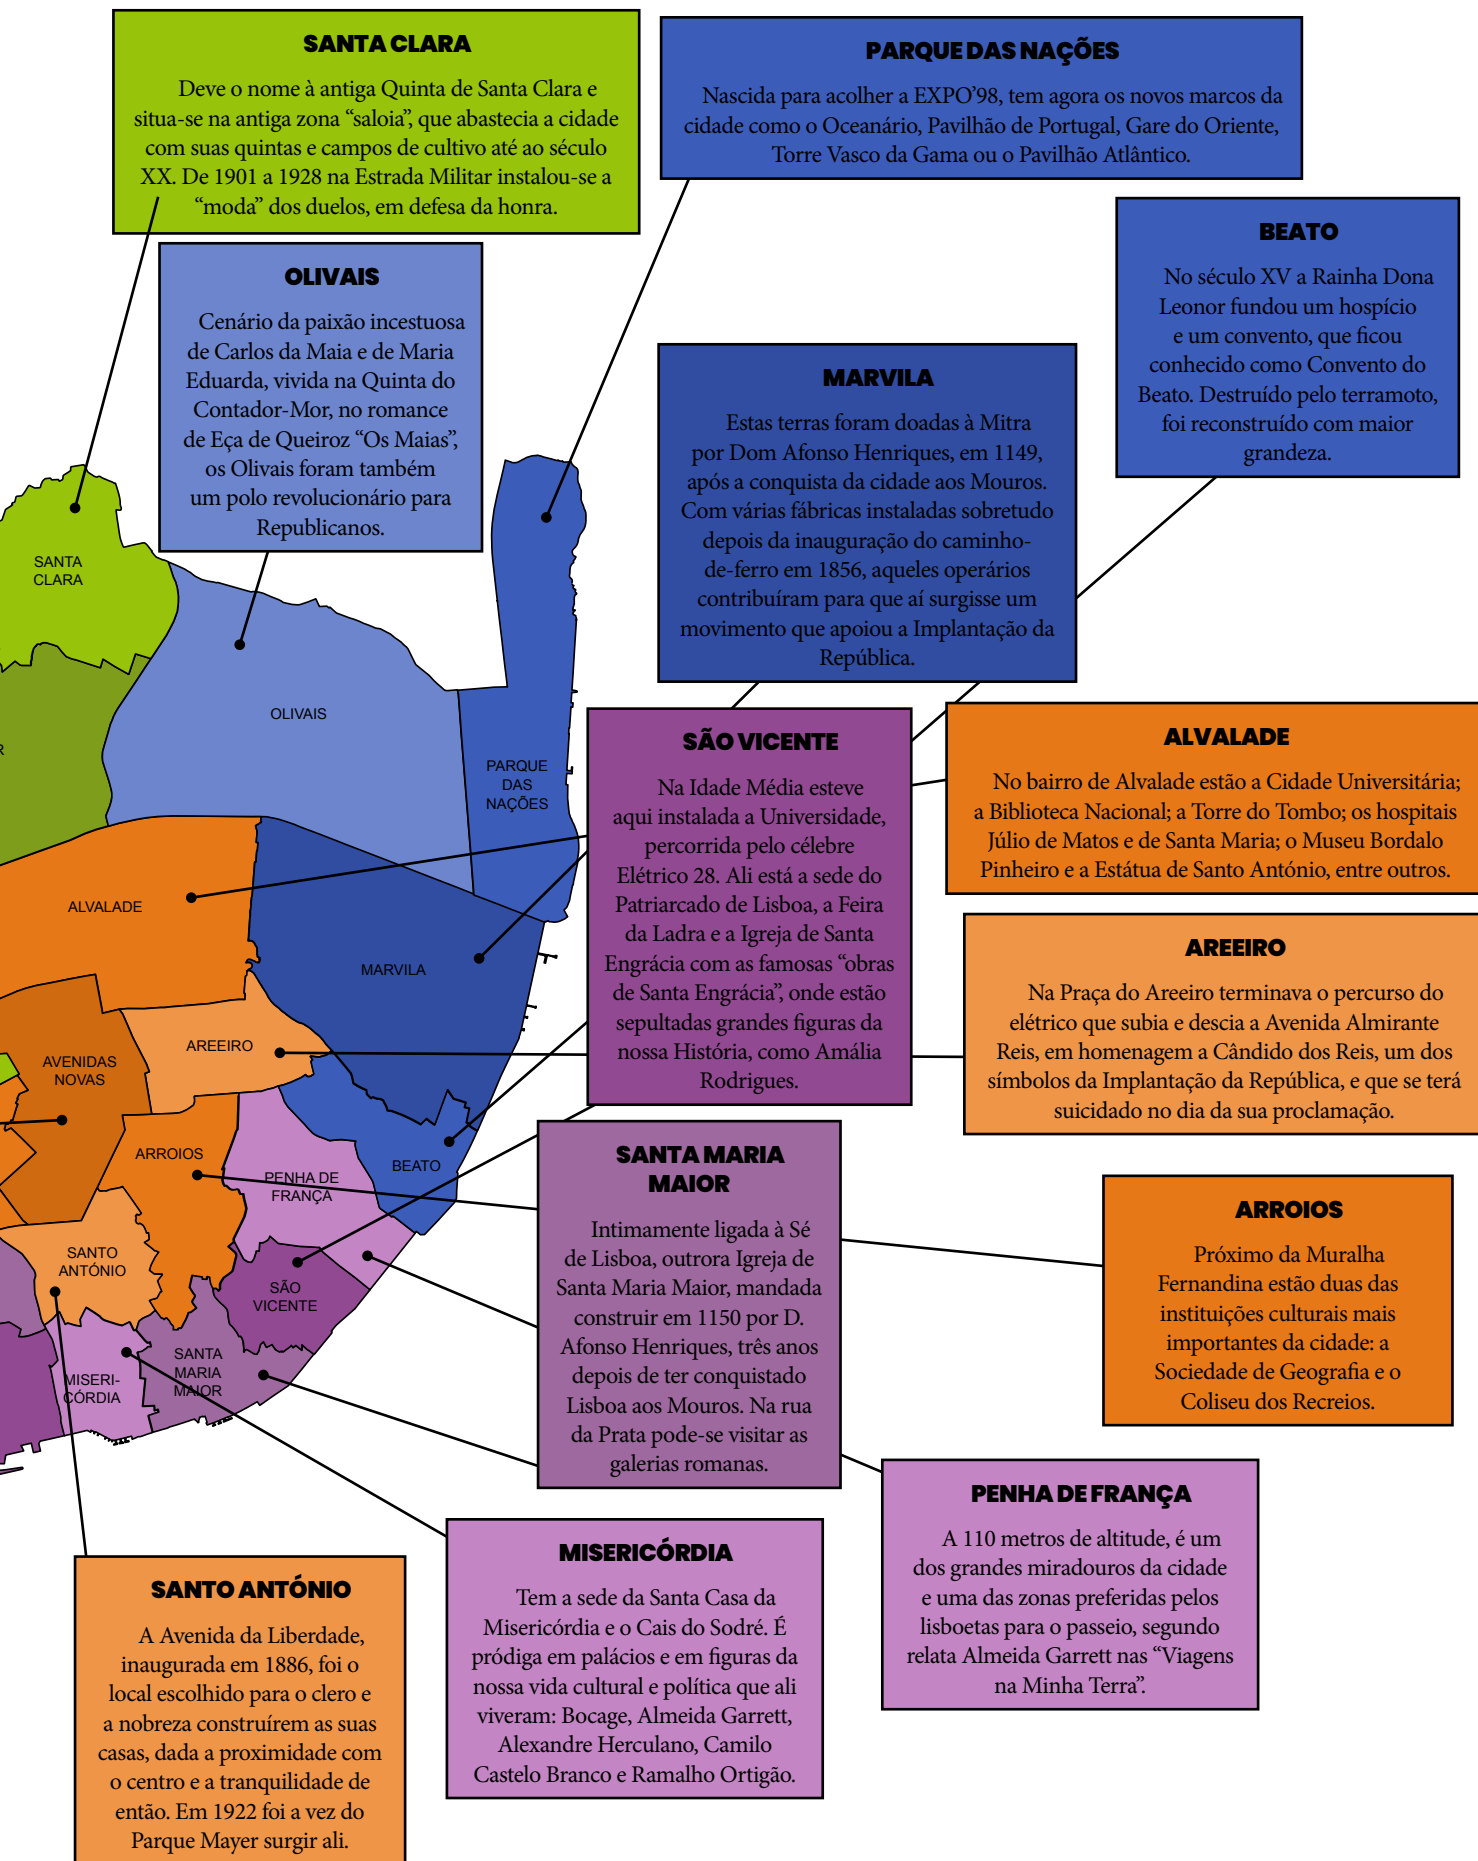 SANTA CLARA
Deve o nome à antiga Quinta de Santa Clara e
situa-se na antiga zona “saloia”, que abastecia a cidade
com suas quintas e campos de cultivo até ao século
XX. De 1901 a 1928 na Estrada Militar instalou-se a
“moda” dos duelos, em defesa da honra.
PARQUE DAS NAÇÕES
Nascida para acolher a EXPO’98, tem agora os novos marcos da
cidade como o Oceanário, Pavilhão de Portugal, Gare do Oriente,
Torre Vasco da Gama ou o Pavilhão Atlântico.
BEATO
No século XV a Rainha Dona
Leonor fundou um hospício
e um convento, que ficou
conhecido como Convento do
Beato. Destruído pelo terramoto,
foi reconstruído com maior
grandeza.
OLIVAIS
Cenário da paixão incestuosa
de Carlos da Maia e de Maria
Eduarda, vivida na Quinta do
Contador-Mor, no romance
de Eça de Queiroz “Os Maias”,
os Olivais foram também
um polo revolucionário para
Republicanos.
MARVILA
Estas terras foram doadas à Mitra
por Dom Afonso Henriques, em 1149,
após a conquista da cidade aos Mouros.
Com várias fábricas instaladas sobretudo
depois da inauguração do caminho-
de-ferro em 1856, aqueles operários
contribuíram para que aí surgisse um
movimento que apoiou a Implantação da
República.
SANTA
CLARA
OLIVAIS
R
PARQUE
DAS
NAÇÕES
ALVALADE
MARVILA
AREEIRO
AVENIDAS
NOVAS
ARROIOS
PENHA DE
FRANÇA
BEATO
SANTO
ANTÓNIO
SÃO
VICENTE
SANTA
MARIA
MAIOR
MISERI-
CÓRDIA
SÃO VICENTE
Na Idade Média esteve
aqui instalada a Universidade,
percorrida pelo célebre
Elétrico 28. Ali está a sede do
Patriarcado de Lisboa, a Feira
da Ladra e a Igreja de Santa
Engrácia com as famosas “obras
de Santa Engrácia”, onde estão
sepultadas grandes figuras da
nossa História, como Amália
Rodrigues.
ALVALADE
No bairro de Alvalade estão a Cidade Universitária;
a Biblioteca Nacional; a Torre do Tombo; os hospitais
Júlio de Matos e de Santa Maria; o Museu Bordalo
Pinheiro e a Estátua de Santo António, entre outros.
AREEIRO
Na Praça do Areeiro terminava o percurso do
elétrico que subia e descia a Avenida Almirante
Reis, em homenagem a Cândido dos Reis, um dos
símbolos da Implantação da República, e que se terá
suicidado no dia da sua proclamação.
SANTA MARIA
MAIOR
Intimamente ligada à Sé
de Lisboa, outrora Igreja de
Santa Maria Maior, mandada
construir em 1150 por D.
Afonso Henriques, três anos
depois de ter conquistado
Lisboa aos Mouros. Na rua
da Prata pode-se visitar as
galerias romanas.
ARROIOS
Próximo da Muralha
Fernandina estão duas das
instituições culturais mais
importantes da cidade: a
Sociedade de Geografia e o
Coliseu dos Recreios.
PENHA DE FRANÇA
A 110 metros de altitude, é um
dos grandes miradouros da cidade
e uma das zonas preferidas pelos
lisboetas para o passeio, segundo
relata Almeida Garrett nas “Viagens
na Minha Terra”.
MISERICÓRDIA
Tem a sede da Santa Casa da
Misericórdia e o Cais do Sodré. É
pródiga em palácios e em figuras da
nossa vida cultural e política que ali
viveram: Bocage, Almeida Garrett,
Alexandre Herculano, Camilo
Castelo Branco e Ramalho Ortigão.
SANTO ANTÓNIO
A Avenida da Liberdade,
inaugurada em 1886, foi o
local escolhido para o clero e
a nobreza construírem as suas
casas, dada a proximidade com
o centro e a tranquilidade de
então. Em 1922 foi a vez do
Parque Mayer surgir ali.